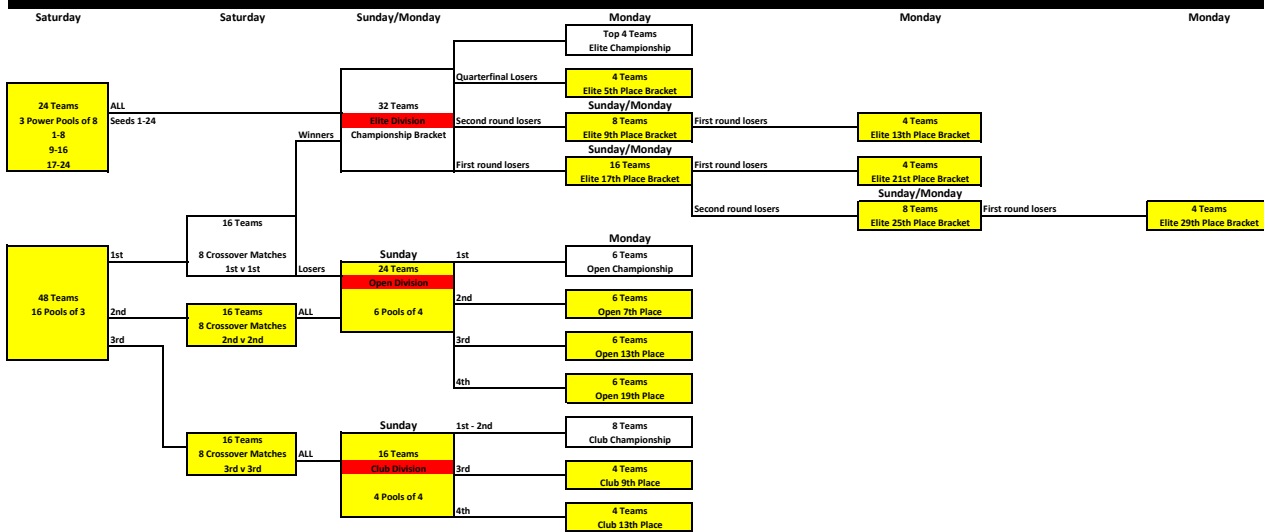 Saturday
Saturday
Sunday/Monday
Monday
Monday
Monday
Top 4 Teams
Elite Championship
Quarterfinal Losers
4 Teams
Elite 5th Place Bracket
24 Teams
3 Power Pools of 8
1-8
9-16
17-24
ALL
Seeds 1-24
32 Teams
Elite Division
Championship Bracket
Winners
Sunday/Monday
Second round losers
8 Teams
Elite 9th Place Bracket
First round losers
4 Teams
Elite 13th Place Bracket
Sunday/Monday
First round losers
16 Teams
Elite 17th Place Bracket
First round losers
4 Teams
Elite 21st Place Bracket
Sunday/Monday
Second round losers
8 Teams
Elite 25th Place Bracket
First round losers
4 Teams
Elite 29th Place Bracket
48 Teams
16 Pools of 3
1st
2nd
3rd
16 Teams
8 Crossover Matches
1st v 1st
Losers
16 Teams
8 Crossover Matches
2nd v 2nd
ALL
Sunday
24 Teams
Open Division
6 Pools of 4
Monday
1st
6 Teams
Open Championship
2nd
6 Teams
Open 7th Place
3rd
6 Teams
Open 13th Place
4th
6 Teams
Open 19th Place
16 Teams
8 Crossover Matches
3rd v 3rd
ALL
Sunday
16 Teams
Club Division
4 Pools of 4
1st - 2nd
8 Teams
Club Championship
3rd
4 Teams
Club 9th Place
4th
4 Teams
Club 13th Place